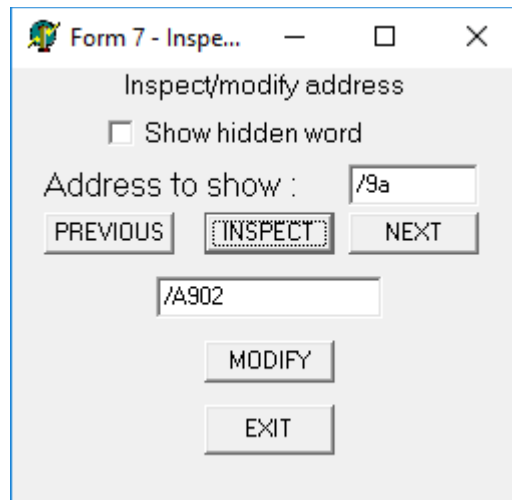 Form 7 - Inspe...
Inspect/modify address
Show hidden word
Address to show : /9a
PREVIOUS INSPECT NEXT
/A902
MODIFY
EXIT